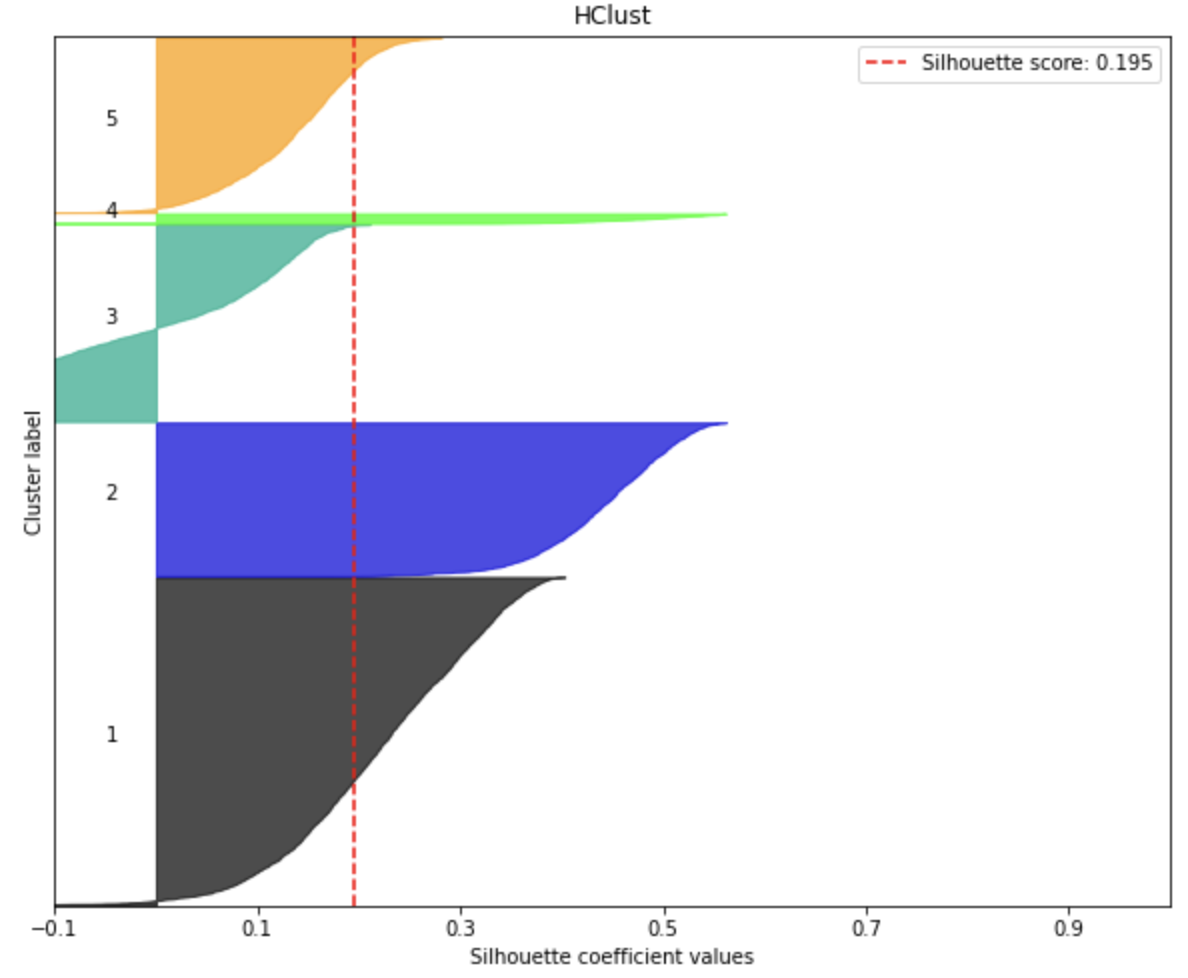 HClust
Silhouette score: 0.195
5
4
3
2
1
Cluster label
−0.1 0.1 0.3 0.5 0.7 0.9
Silhouette coefficient values